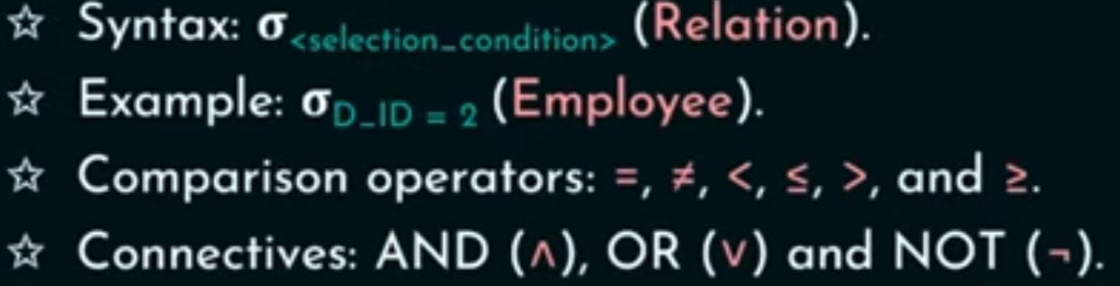 ☆ Syntax: σ<selection_condition> (Relation).
☆ Example: σD_ID = 2 (Employee).
☆ Comparison operators: =, ≠, <, ≤, >, and ≥.
☆ Connectives: AND (∧), OR (∨) and NOT (¬).